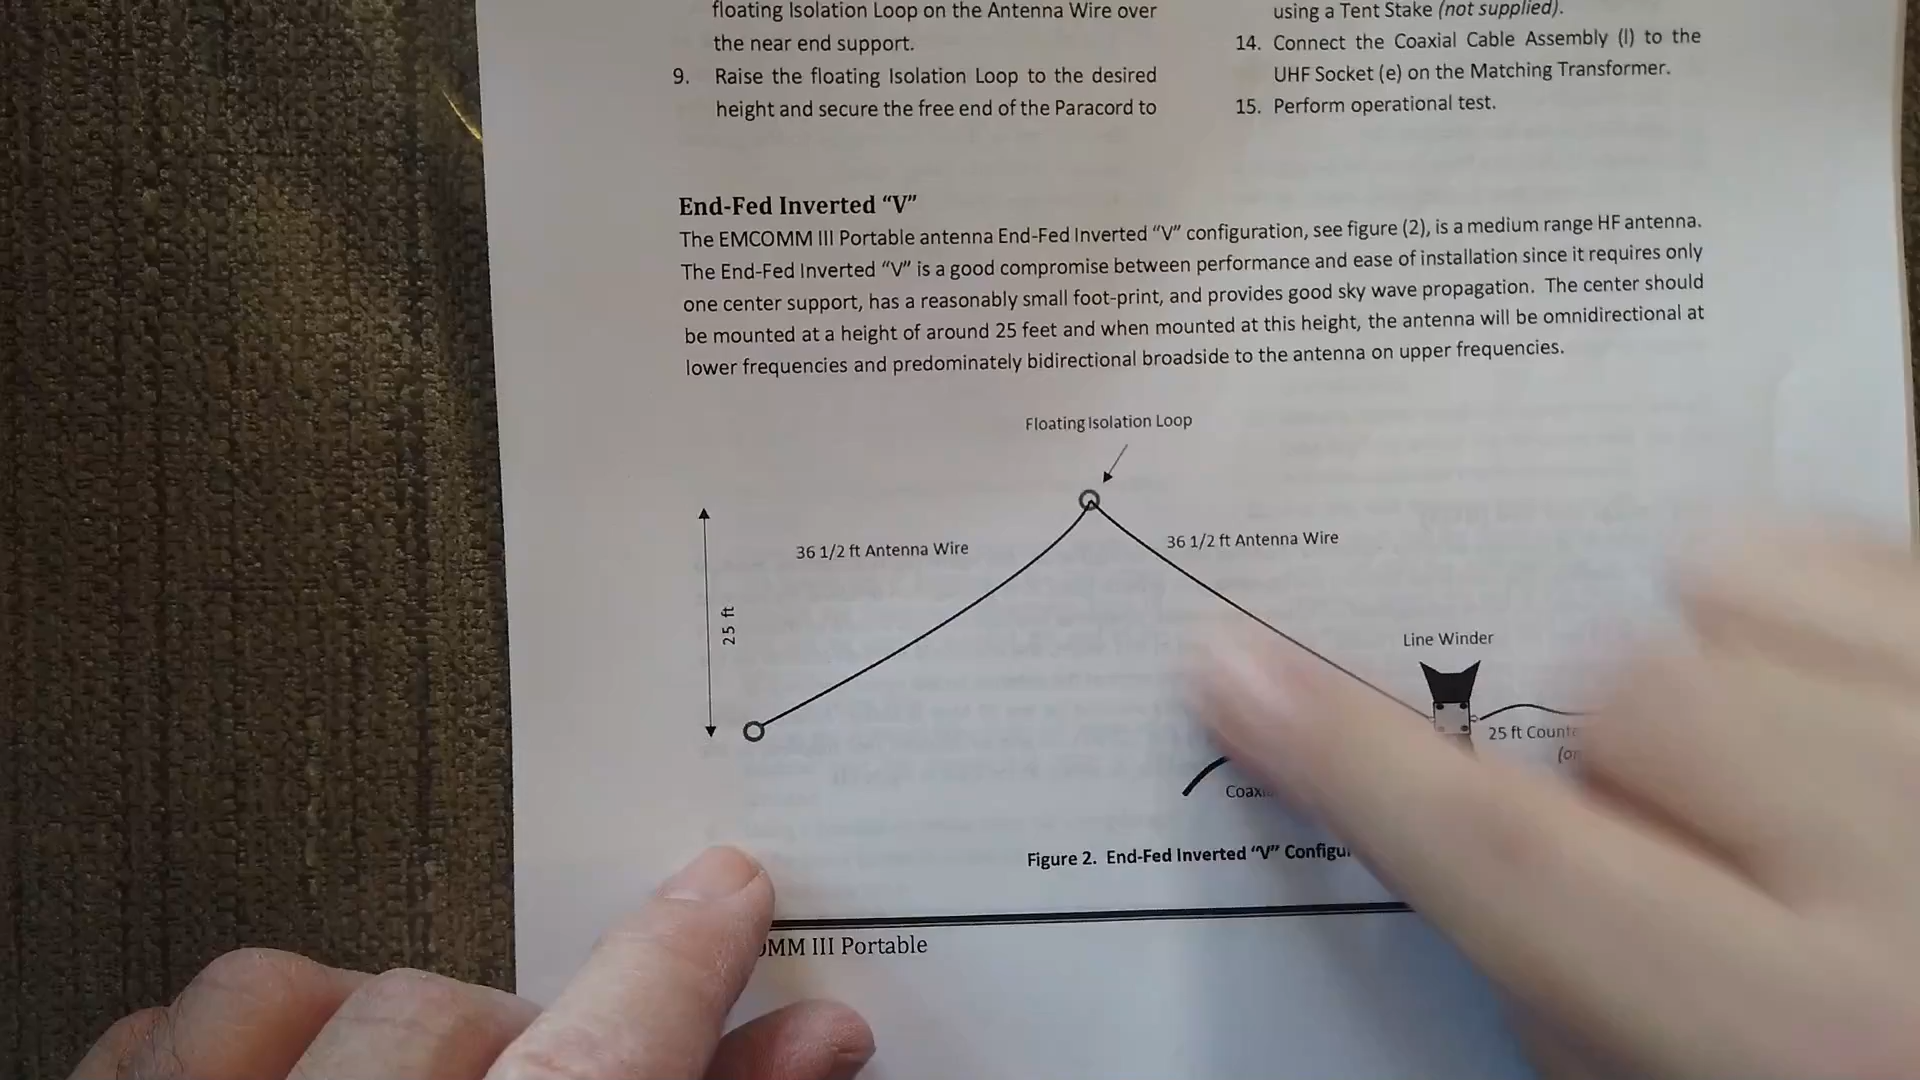 floating Isolation Loop on the Antenna Wire over
the near end support.
9. Raise the floating Isolation Loop to the desired
height and secure the free end of the Paracord to
using a Tent Stake (not supplied).
14. Connect the Coaxial Cable Assembly (l) to the
UHF Socket (e) on the Matching Transformer.
15. Perform operational test.
End-Fed Inverted “V”
The EMCOMM III Portable antenna End-Fed Inverted “V” configuration, see figure (2), is a medium range HF antenna.
The End-Fed Inverted “V” is a good compromise between performance and ease of installation since it requires only
one center support, has a reasonably small foot-print, and provides good sky wave propagation. The center should
be mounted at a height of around 25 feet and when mounted at this height, the antenna will be omnidirectional at
lower frequencies and predominately bidirectional broadside to the antenna on upper frequencies.
Floating Isolation Loop
36 1/2 ft Antenna Wire
36 1/2 ft Antenna Wire
25 ft
Line Winder
25 ft
Figure 2. End-Fed Inverted “V”
III Portable